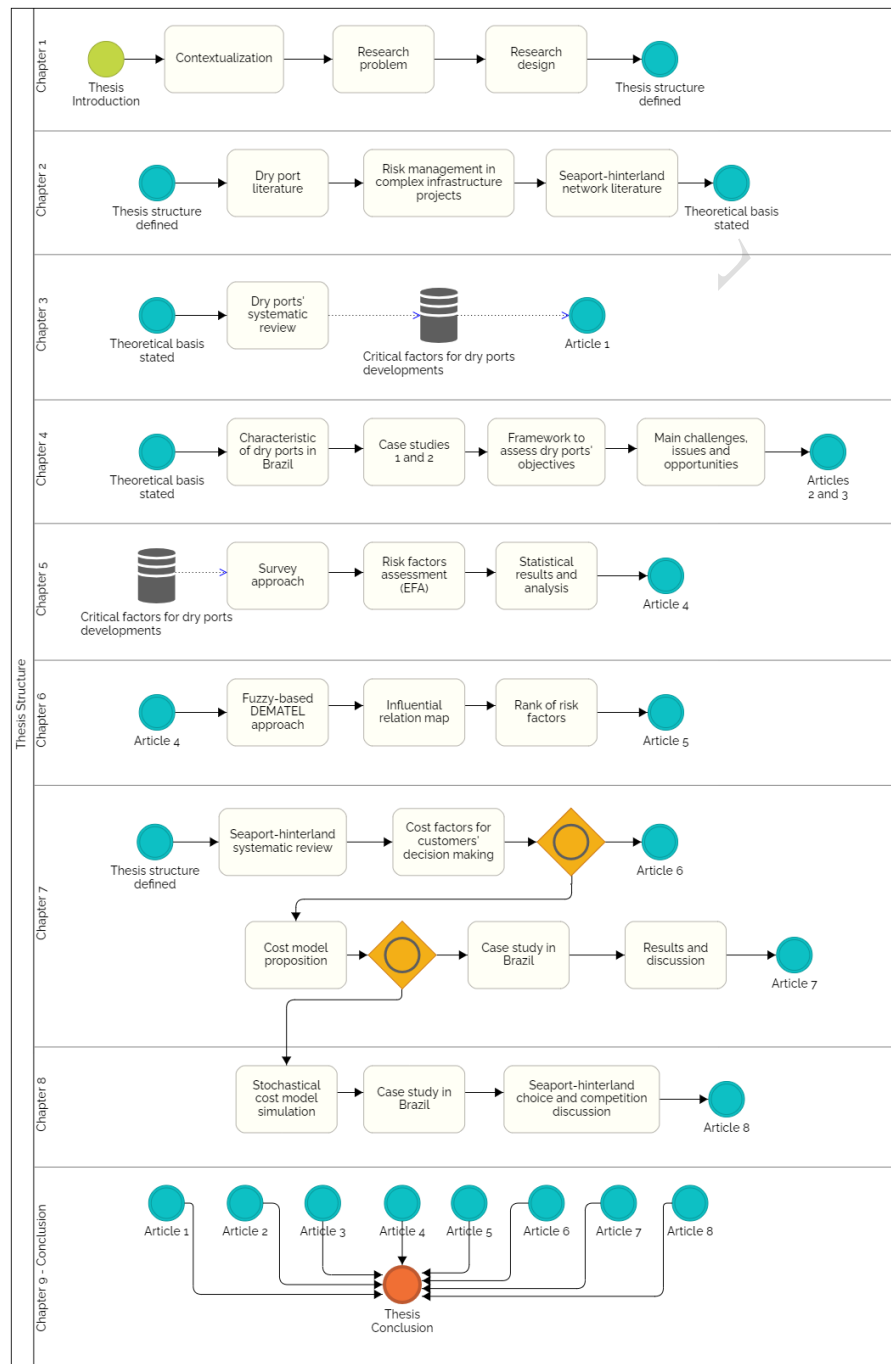 Thesis Structure
Chapter 1
Thesis
Introduction
Contextualization
Research
problem
Research
design
Thesis structure
defined
Chapter 2
Thesis structure
defined
Dry port
literature
Risk management in
complex infrastructure
projects
Seaport-hinterland
network literature
Theoretical basis
stated
Chapter 3
Theoretical basis
stated
Dry ports'
systematic
review
Critical factors for dry ports
developments
Article 1
Chapter 4
Theoretical basis
stated
Characteristic
of dry ports in
Brazil
Case studies
1 and 2
Framework to
assess dry ports'
objectives
Main challenges,
issues and
opportunities
Articles
2 and 3
Chapter 5
Critical factors for dry ports
developments
Survey
approach
Risk factors
assessment
(EFA)
Statistical
results and
analysis
Article 4
Chapter 6
Article 4
Fuzzy-based
DEMATEL
approach
Influential
relation map
Rank of risk
factors
Article 5
Chapter 7
Thesis structure
defined
Seaport-hinterland
systematic review
Cost factors for
customers'
decision making
Article 6
Cost model
proposition
Case study in
Brazil
Results and
discussion
Article 7
Chapter 8
Stochastical
cost model
simulation
Case study in
Brazil
Seaport-hinterland
choice and competition
discussion
Article 8
Chapter 9 - Conclusion
Article 1
Article 2
Article 3
Article 4
Article 5
Article 6
Article 7
Article 8
Thesis
Conclusion